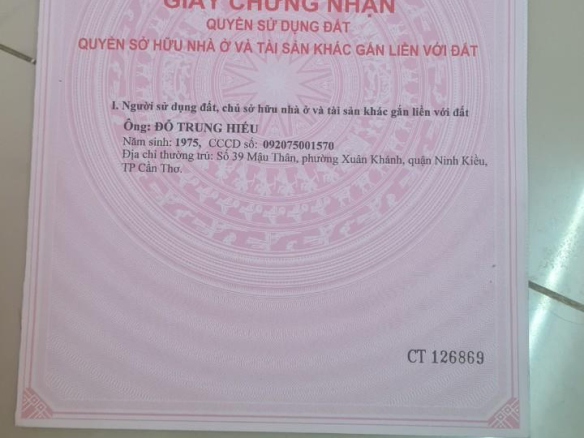 GIẤY CHỨNG NHẬN
QUYỀN SỬ DỤNG ĐẤT
QUYỀN SỞ HỮU NHÀ Ở VÀ TÀI SẢN KHÁC GẮN LIỀN VỚI ĐẤT
I. Người sử dụng đất, chủ sở hữu nhà ở và tài sản khác gắn liền với đất
Ông: ĐỖ TRUNG HIẾU
Năm sinh: 1975, CCCD số: 092075001570
Địa chỉ thường trú: Số 39 Mậu Thân, phường Xuân Khánh, quận Ninh Kiều,
TP Cần Thơ.
CT 126869